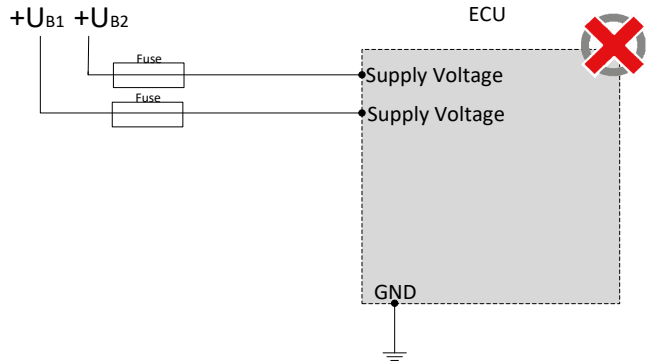 +UB1 +UB2
ECU
Fuse
Supply Voltage
Fuse
Supply Voltage
GND